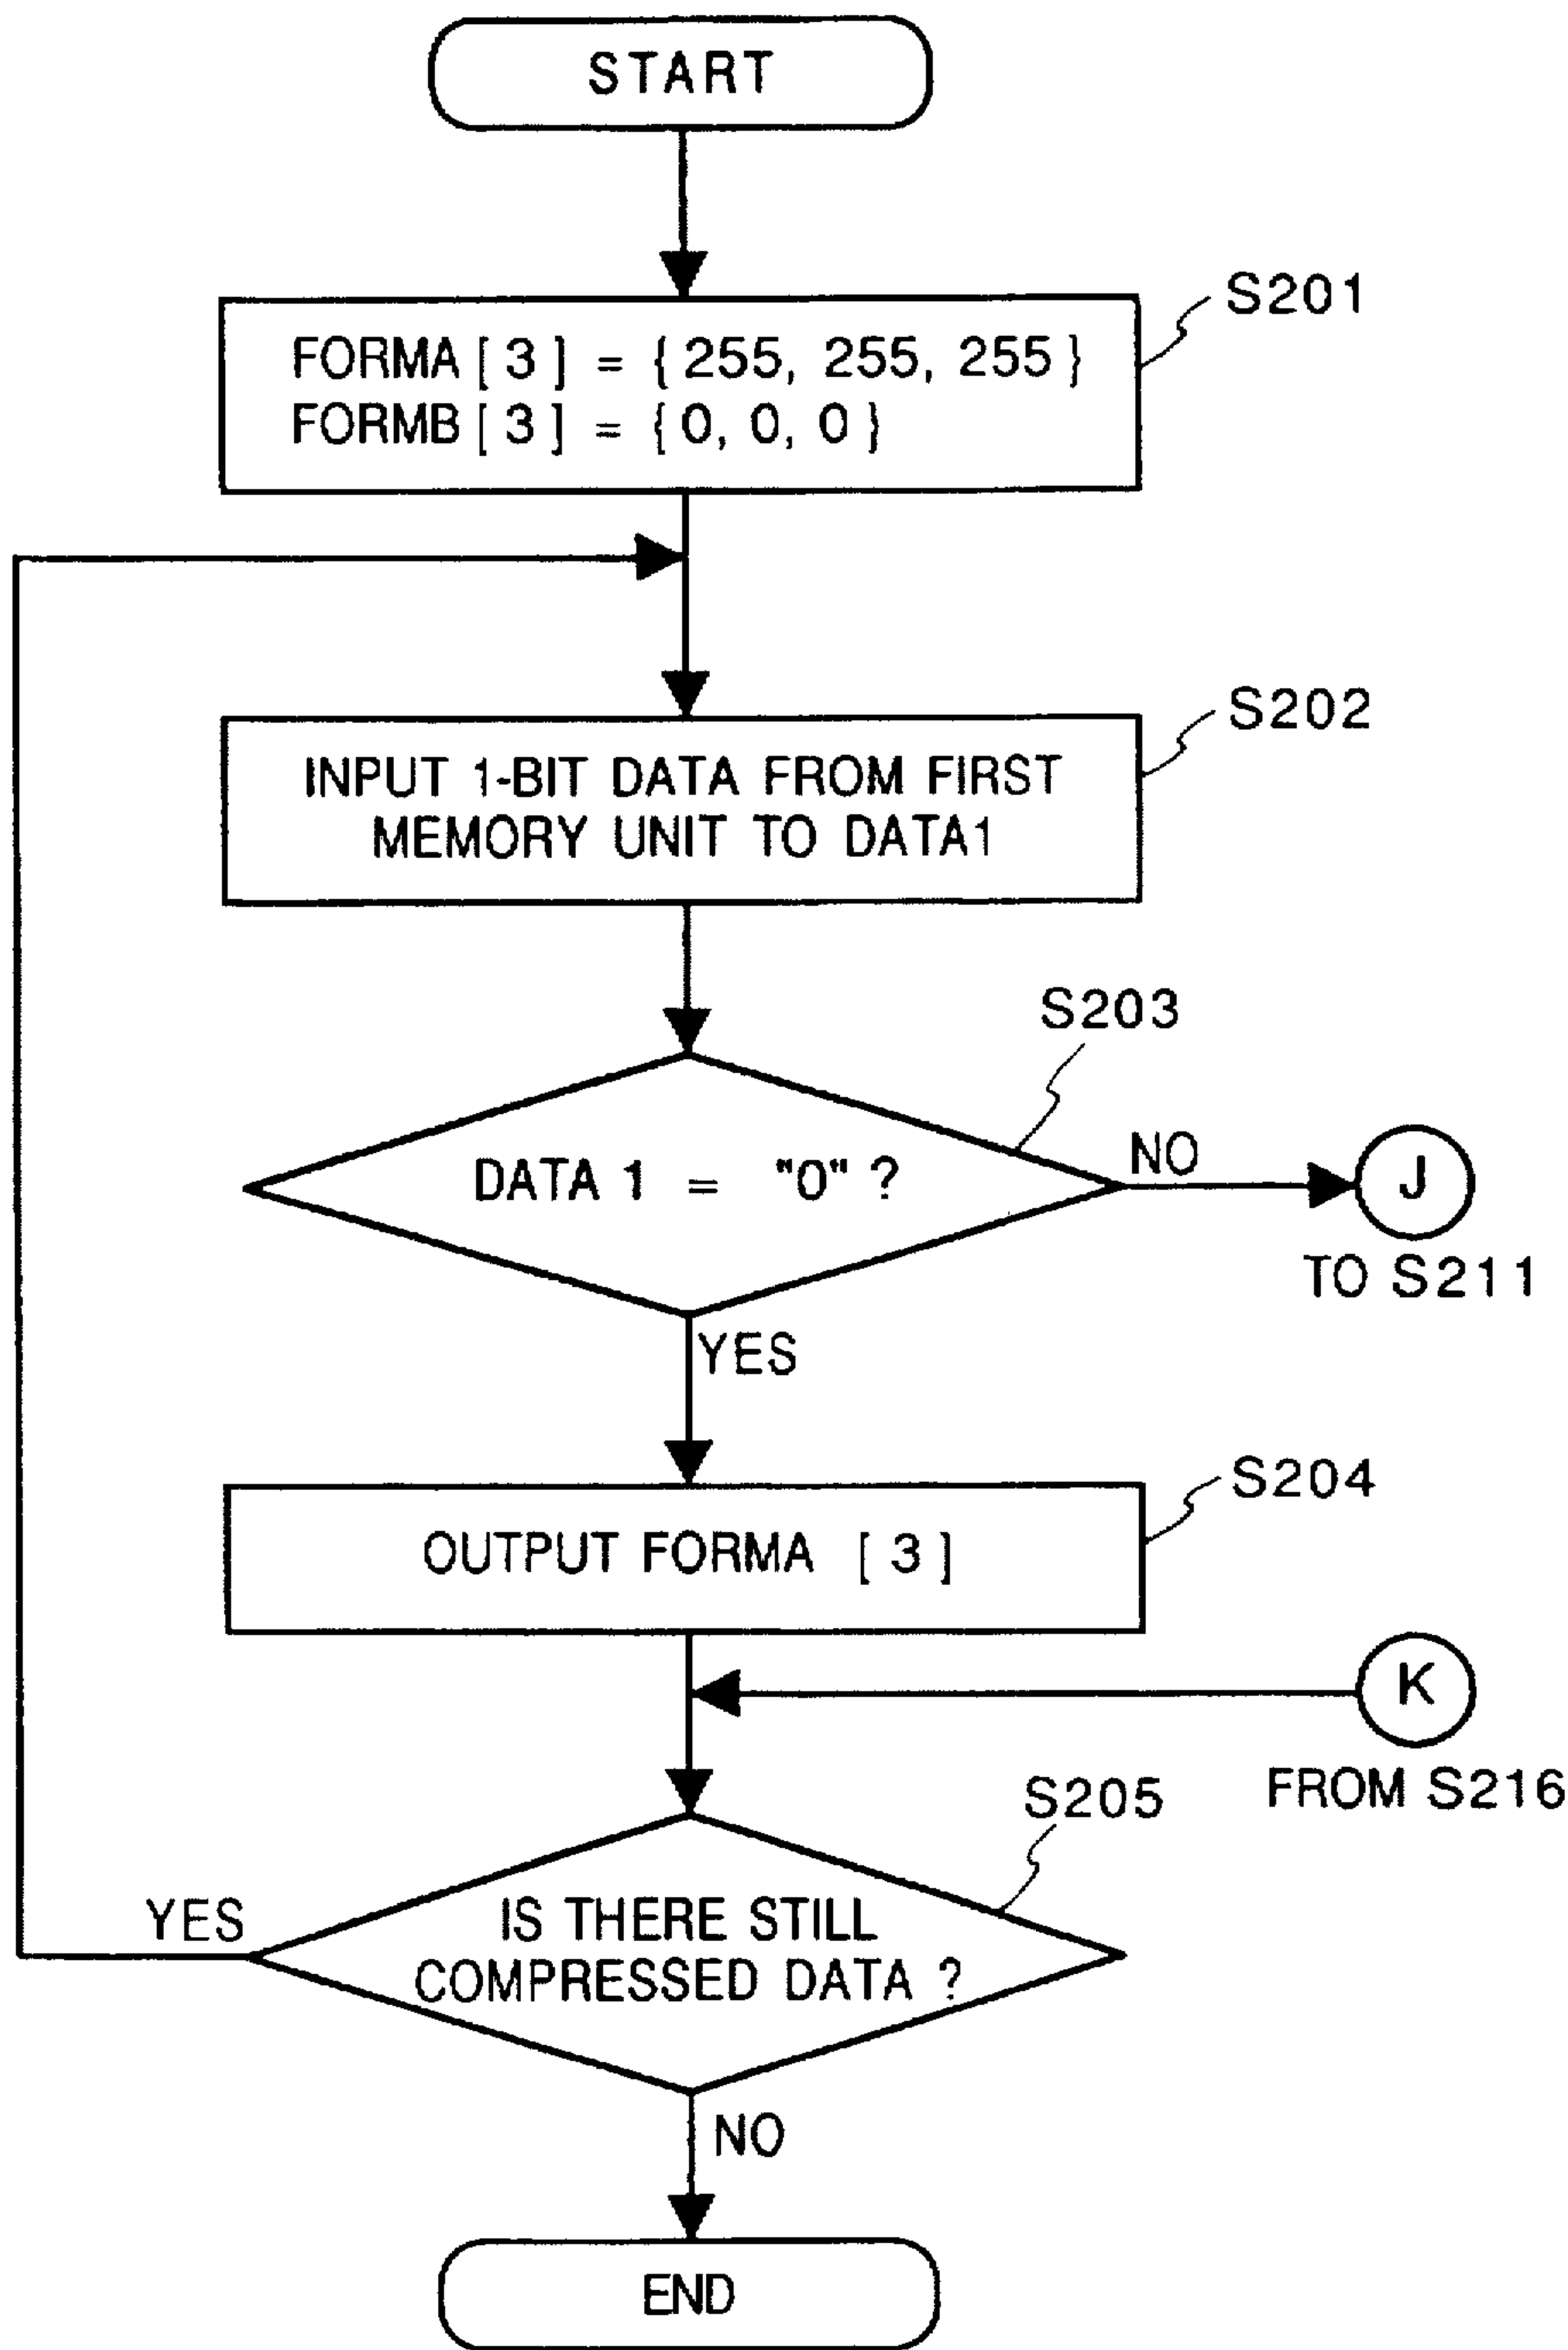 START
S201
FORMA [ 3 ] = { 255, 255, 255 }
FORMB [ 3 ] = { 0, 0, 0 }
S202
INPUT 1-BIT DATA FROM FIRST
MEMORY UNIT TO DATA1
S203
DATA 1 = "0" ?
NO
J
TO S211
YES
S204
OUTPUT FORMA [ 3 ]
K
FROM S216
S205
YES
IS THERE STILL
COMPRESSED DATA ?
NO
END